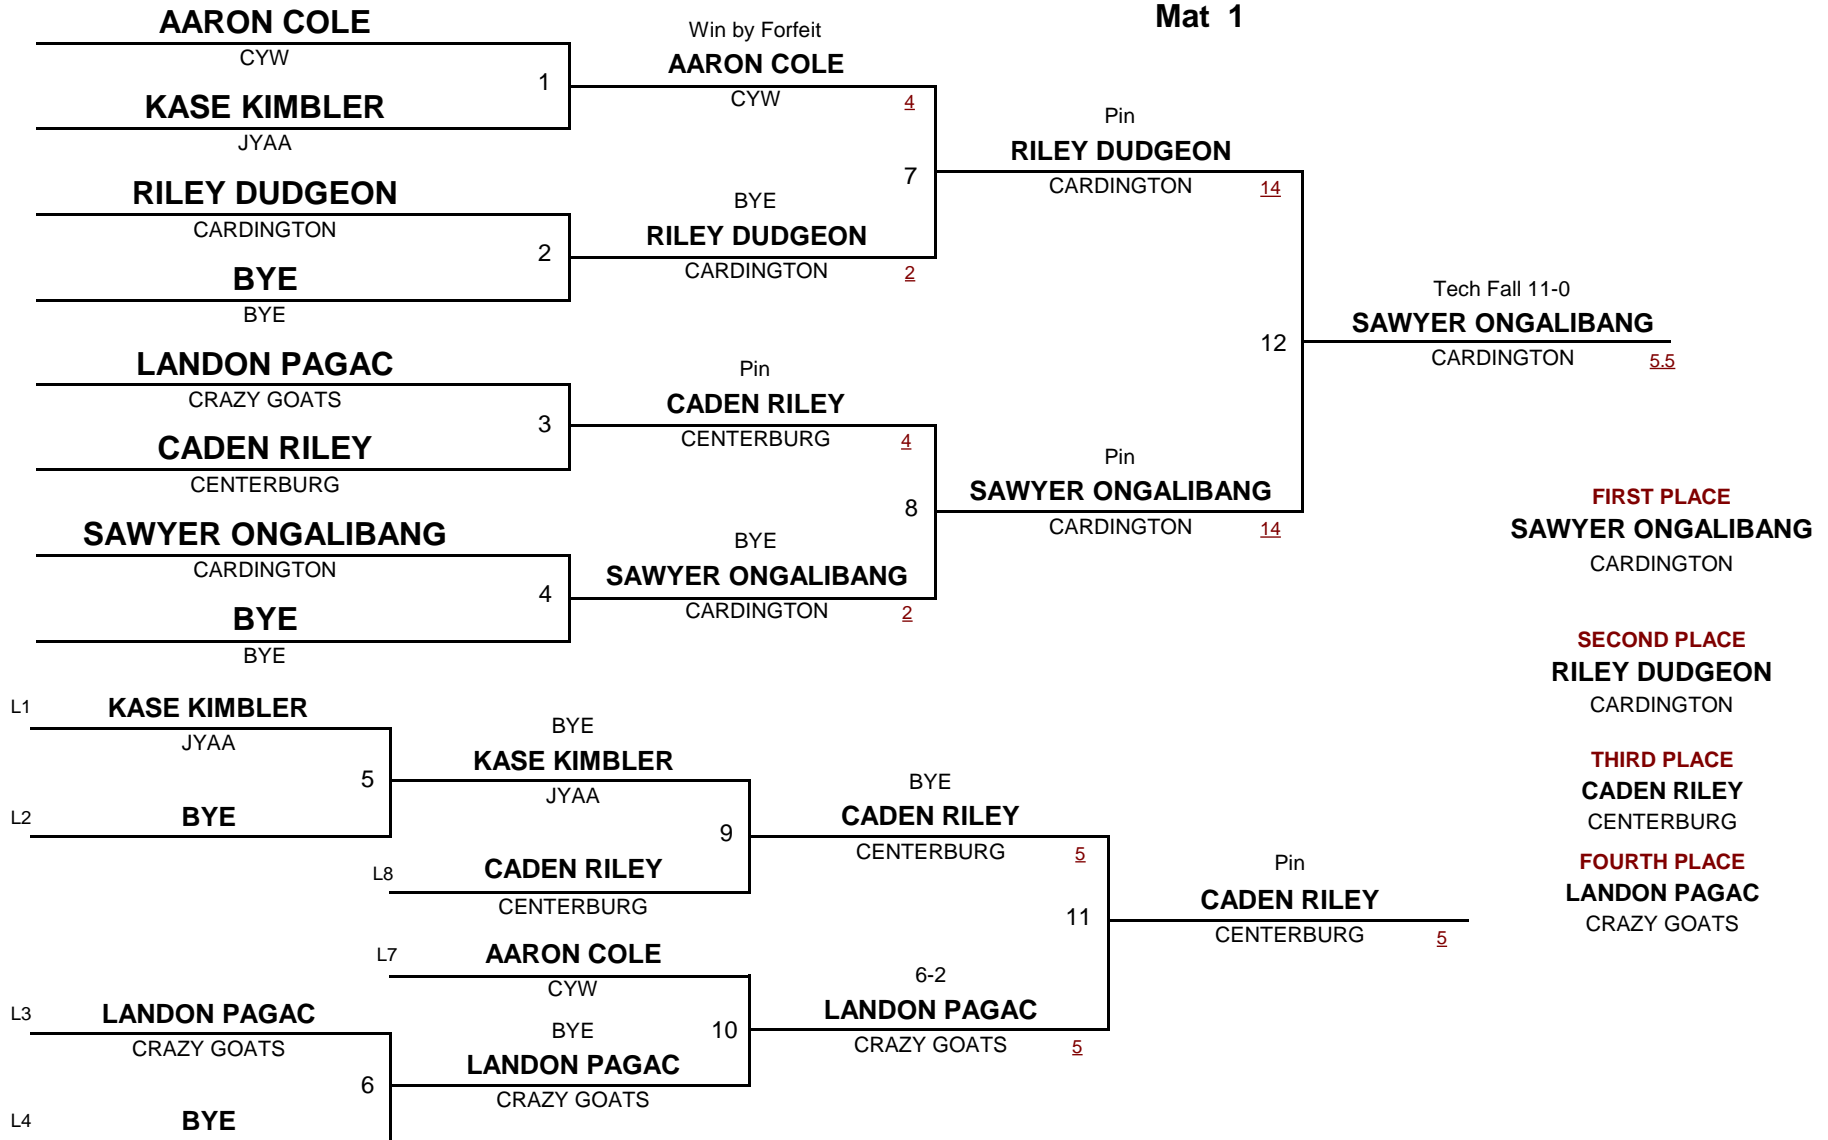 Mat 1
AARON COLE
CYW
1
KASE KIMBLER
JYAA
RILEY DUDGEON
CARDINGTON
2
BYE
BYE
LANDON PAGAC
CRAZY GOATS
3
CADEN RILEY
CENTERBURG
SAWYER ONGALIBANG
CARDINGTON
4
BYE
BYE
Win by Forfeit
AARON COLE
CYW
4
7
BYE
RILEY DUDGEON
CARDINGTON
2
Pin
CADEN RILEY
CENTERBURG
4
8
BYE
SAWYER ONGALIBANG
CARDINGTON
2
Pin
RILEY DUDGEON
CARDINGTON
14
12
Pin
SAWYER ONGALIBANG
CARDINGTON
14
Tech Fall 11-0
SAWYER ONGALIBANG
CARDINGTON
5.5
FIRST PLACE
SAWYER ONGALIBANG
CARDINGTON
SECOND PLACE
RILEY DUDGEON
CARDINGTON
THIRD PLACE
CADEN RILEY
CENTERBURG
FOURTH PLACE
LANDON PAGAC
CRAZY GOATS
L1
KASE KIMBLER
JYAA
5
L2
BYE
BYE
KASE KIMBLER
JYAA
9
L8
CADEN RILEY
CENTERBURG
L7
AARON COLE
CYW
10
L3
LANDON PAGAC
CRAZY GOATS
6
L4
BYE
BYE
LANDON PAGAC
CRAZY GOATS
BYE
CADEN RILEY
CENTERBURG
5
11
6-2
LANDON PAGAC
CRAZY GOATS
5
Pin
CADEN RILEY
CENTERBURG
5